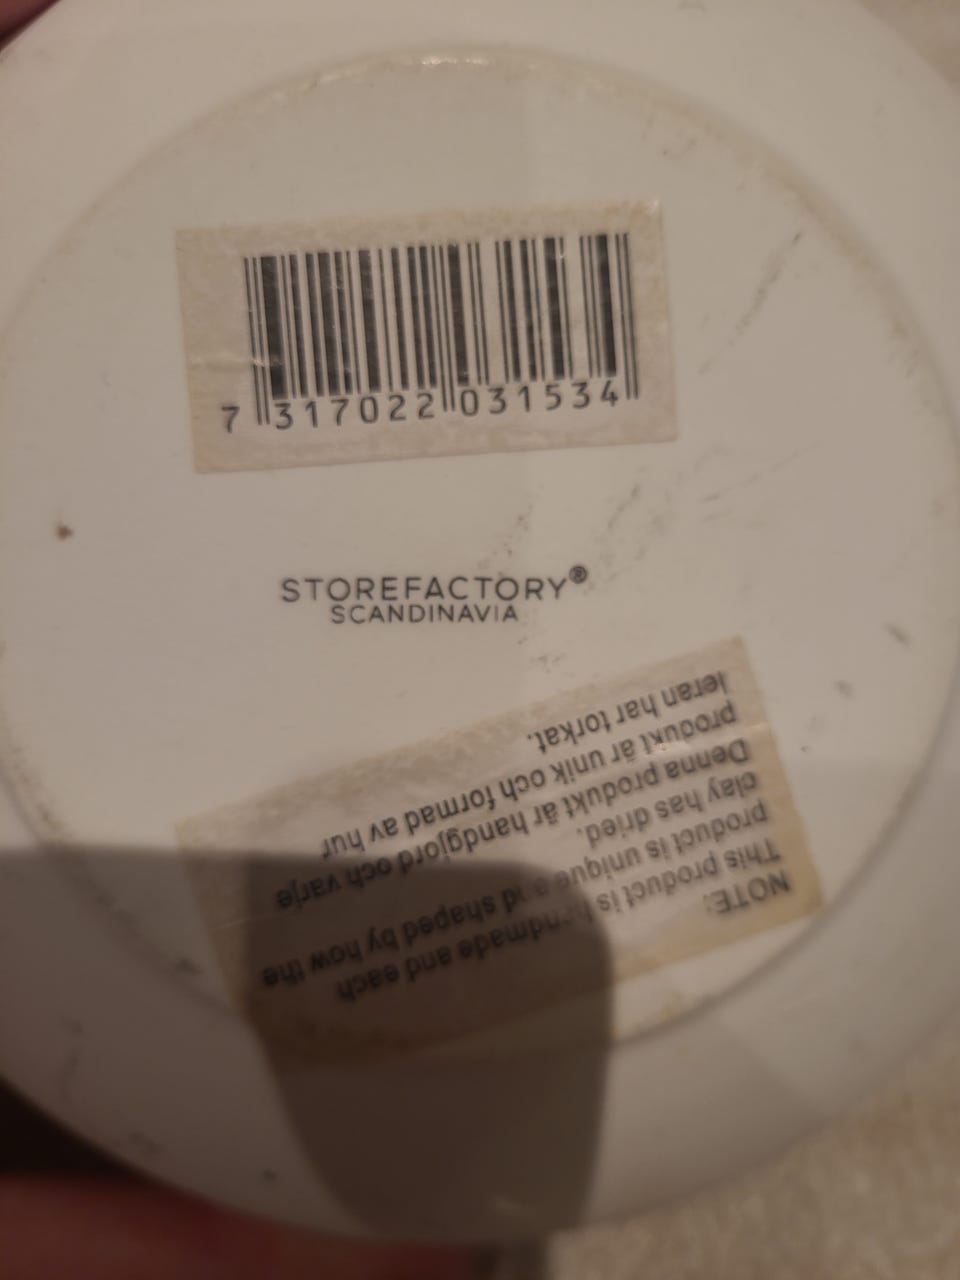 7 317022 031534
STOREFACTORY®
SCANDINAVIA
NOTE:
This product is handmade and each
product is unique and shaped by how the
clay has dried.
Denna produkt är handgjord och varje
produkt är unik och formad av hur
leran har torkat.